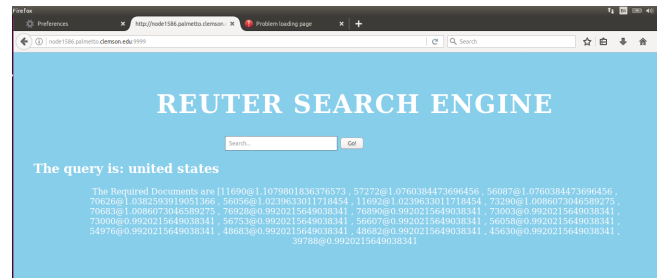 Firefox
Preferences
http://node1586.palmetto.clemson.
Problem loading page
node1586.palmetto.clemson.edu:9999
Search
REUTER SEARCH ENGINE
Search...
Go!
The query is: united states
The Required Documents are [11690@1.1079801836376573 , 57272@1.0760384473696456 , 56087@1.0760384473696456 ,
70626@1.0382593919051366 , 56056@1.0239633011718454 , 11692@1.0239633011718454 , 73290@1.0086073046589275 ,
70683@1.0086073046589275 , 76928@0.9920215649038341 , 76890@0.9920215649038341 , 73003@0.9920215649038341 ,
73000@0.9920215649038341 , 56753@0.9920215649038341 , 56607@0.9920215649038341 , 56058@0.9920215649038341 ,
54976@0.9920215649038341 , 48683@0.9920215649038341 , 48682@0.9920215649038341 , 45630@0.9920215649038341 ,
39788@0.9920215649038341